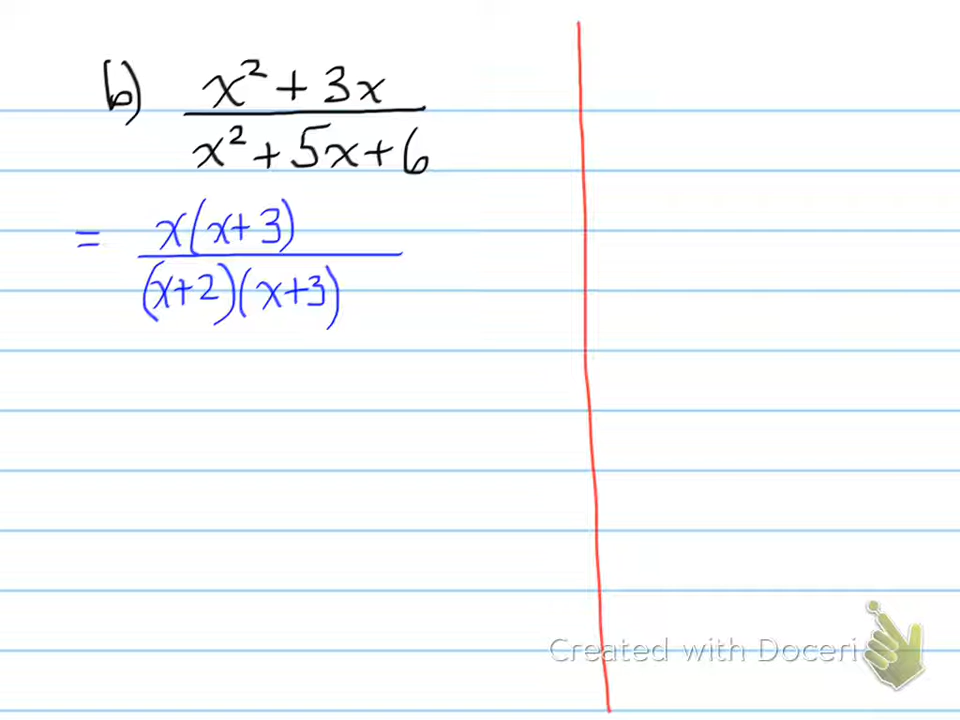 b) x² + 3x
x² + 5x + 6
= x(x+3)
(x+2)(x+3)
Created with Doceri